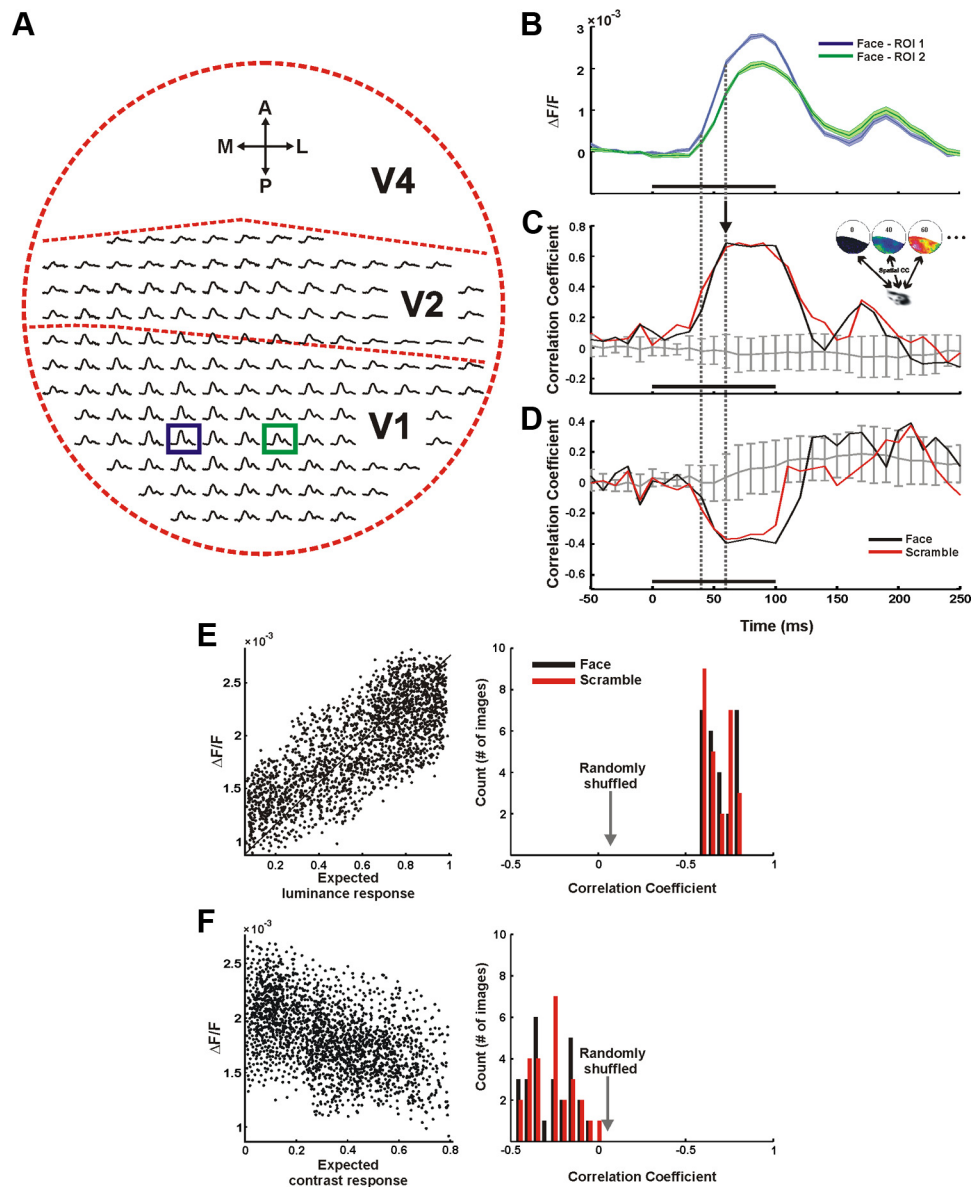 A
A
M
L
P
V4
V2
V1
B
×10⁻³
3
2
1
0
ΔF/F
Face - ROI 1
Face - ROI 2
C
0.8
0.6
0.4
0.2
0
-0.2
Correlation Coefficient
0
40
60
...
Spatial CC
D
0.4
0.2
0
-0.2
-0.4
-0.6
Correlation Coefficient
Face
Scramble
-50
0
50
100
150
200
250
Time (ms)
E
×10⁻³
2.5
2
1.5
1
ΔF/F
0.2
0.4
0.6
0.8
1
Expected
luminance response
10
8
6
4
2
Count (# of images)
Face
Scramble
Randomly
shuffled
-0.5
0
-0.5
1
Correlation Coefficient
F
×10⁻³
2.5
2
1.5
1
ΔF/F
0
0.2
0.4
0.6
0.8
Expected
contrast response
10
8
6
4
2
Count (# of images)
Randomly
shuffled
-0.5
0
-0.5
1
Correlation Coefficient